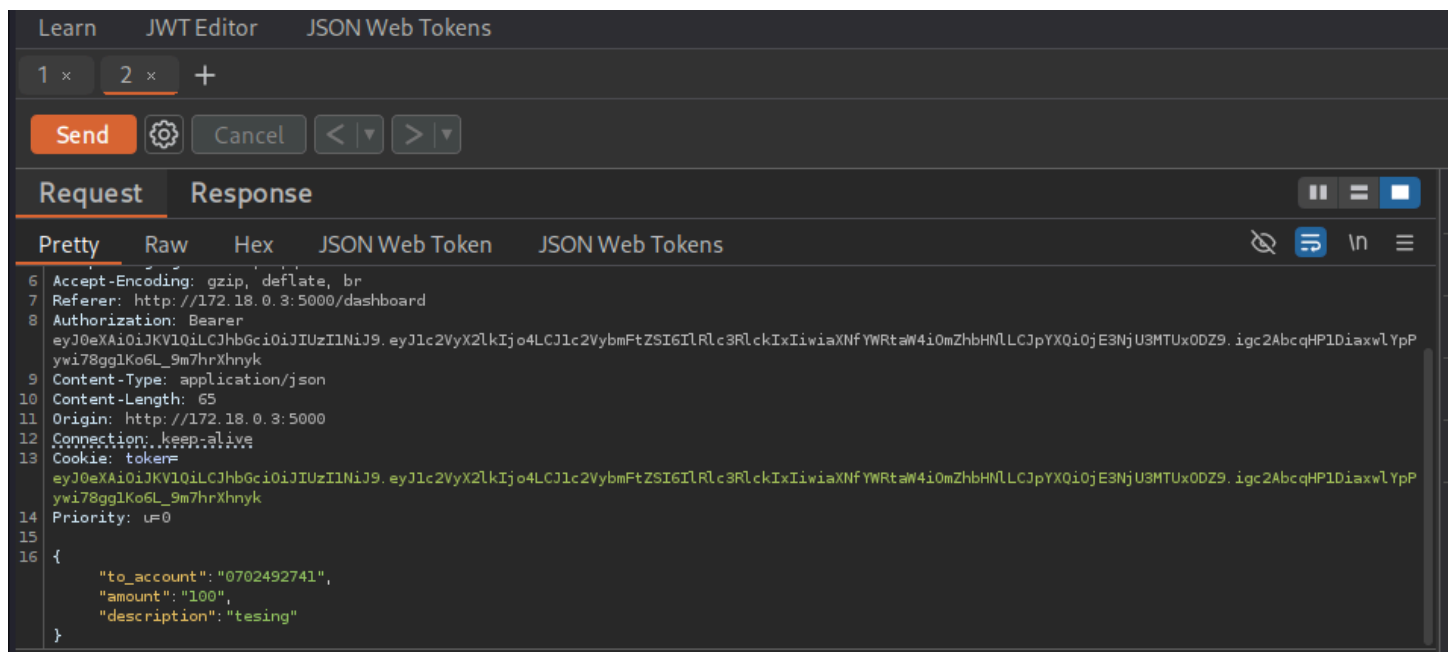 Learn JWT Editor JSON Web Tokens
1 × 2 × +
Send Cancel < > 
Request Response
Pretty Raw Hex JSON Web Token JSON Web Tokens \n
6 Accept-Encoding: gzip, deflate, br
7 Referer: http://172.18.0.3:5000/dashboard
8 Authorization: Bearer
eyJ0eXAiOiJKV1QiLCJhbGciOiJIUzI1NiJ9.eyJ1c2VyX2lkIjo4LCJ1c2VybmFtZSI6IlRlc3RlckIxIiwiaXNfYWRtaW4iOmZhbHNlLCJpYXQiOjE3NjU3MTUxODZ9.igc2AbcqHP1DiaxwlYpP
ywi78gg1Ko6L_9m7hrXhnyk
9 Content-Type: application/json
10 Content-Length: 65
11 Origin: http://172.18.0.3:5000
12 Connection: keep-alive
13 Cookie: token=
eyJ0eXAiOiJKV1QiLCJhbGciOiJIUzI1NiJ9.eyJ1c2VyX2lkIjo4LCJ1c2VybmFtZSI6IlRlc3RlckIxIiwiaXNfYWRtaW4iOmZhbHNlLCJpYXQiOjE3NjU3MTUxODZ9.igc2AbcqHP1DiaxwlYpP
ywi78gg1Ko6L_9m7hrXhnyk
14 Priority: u=0
15
16 {
"to_account":"0702492741",
"amount":"100",
"description":"tesing"
}